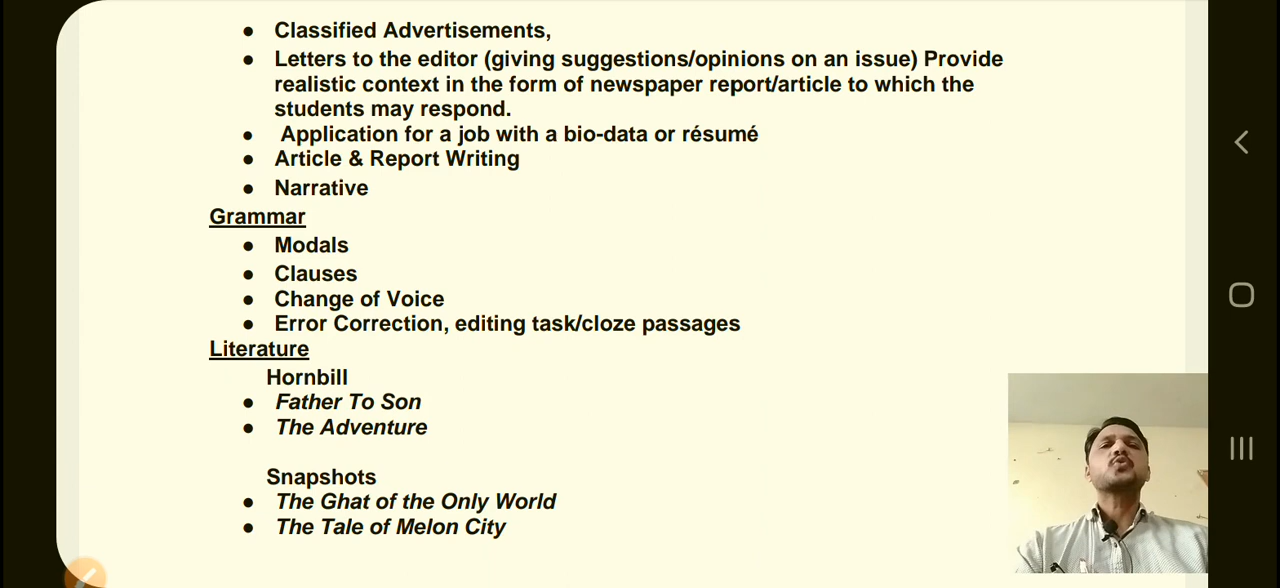 ● Classified Advertisements,
● Letters to the editor (giving suggestions/opinions on an issue) Provide
realistic context in the form of newspaper report/article to which the
students may respond.
● Application for a job with a bio-data or résumé
● Article & Report Writing
● Narrative
Grammar
● Modals
● Clauses
● Change of Voice
● Error Correction, editing task/cloze passages
Literature
Hornbill
● Father To Son
● The Adventure
Snapshots
● The Ghat of the Only World
● The Tale of Melon City